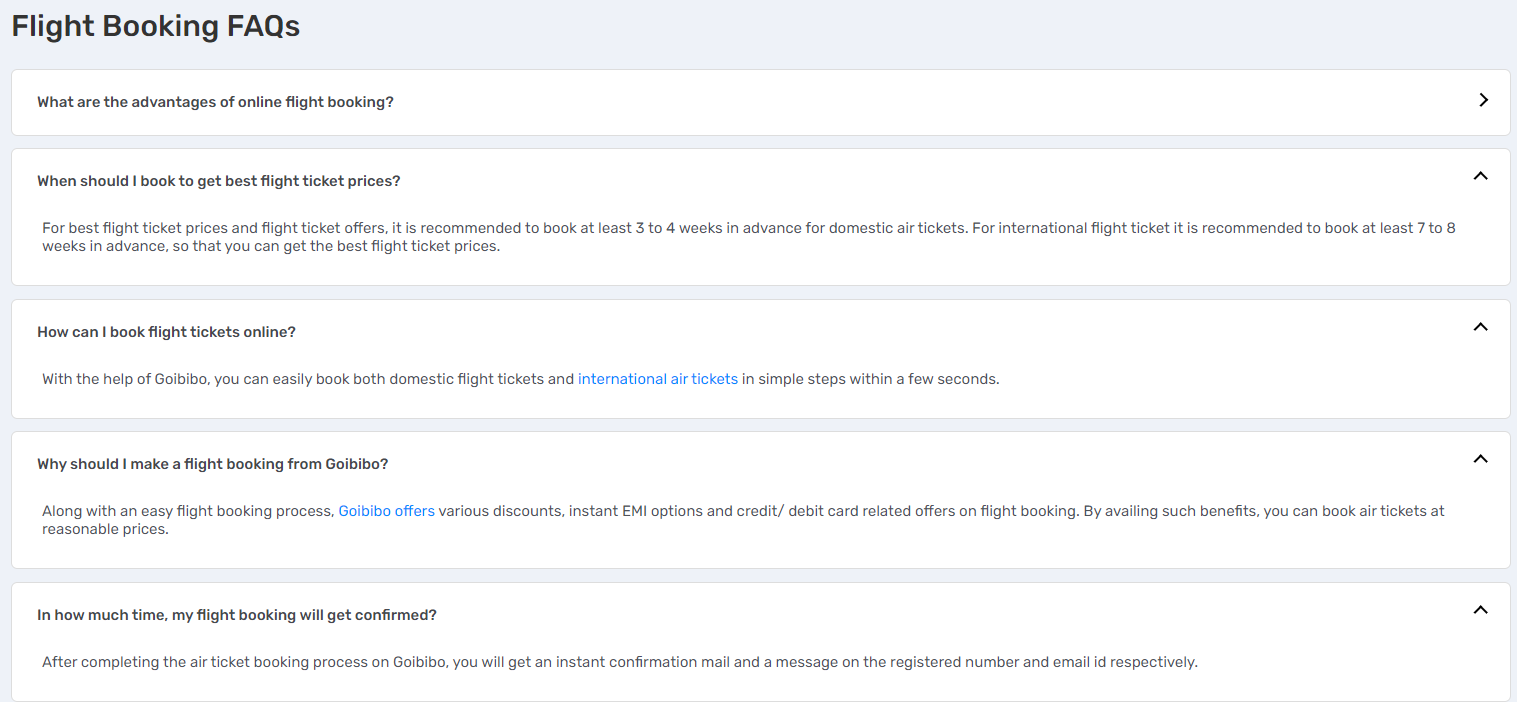 Flight Booking FAQs
What are the advantages of online flight booking?
When should I book to get best flight ticket prices?
For best flight ticket prices and flight ticket offers, it is recommended to book at least 3 to 4 weeks in advance for domestic air tickets. For international flight ticket it is recommended to book at least 7 to 8
weeks in advance, so that you can get the best flight ticket prices.
How can I book flight tickets online?
With the help of Goibibo, you can easily book both domestic flight tickets and international air tickets in simple steps within a few seconds.
Why should I make a flight booking from Goibibo?
Along with an easy flight booking process, Goibibo offers various discounts, instant EMI options and credit/ debit card related offers on flight booking. By availing such benefits, you can book air tickets at
reasonable prices.
In how much time, my flight booking will get confirmed?
After completing the air ticket booking process on Goibibo, you will get an instant confirmation mail and a message on the registered number and email id respectively.